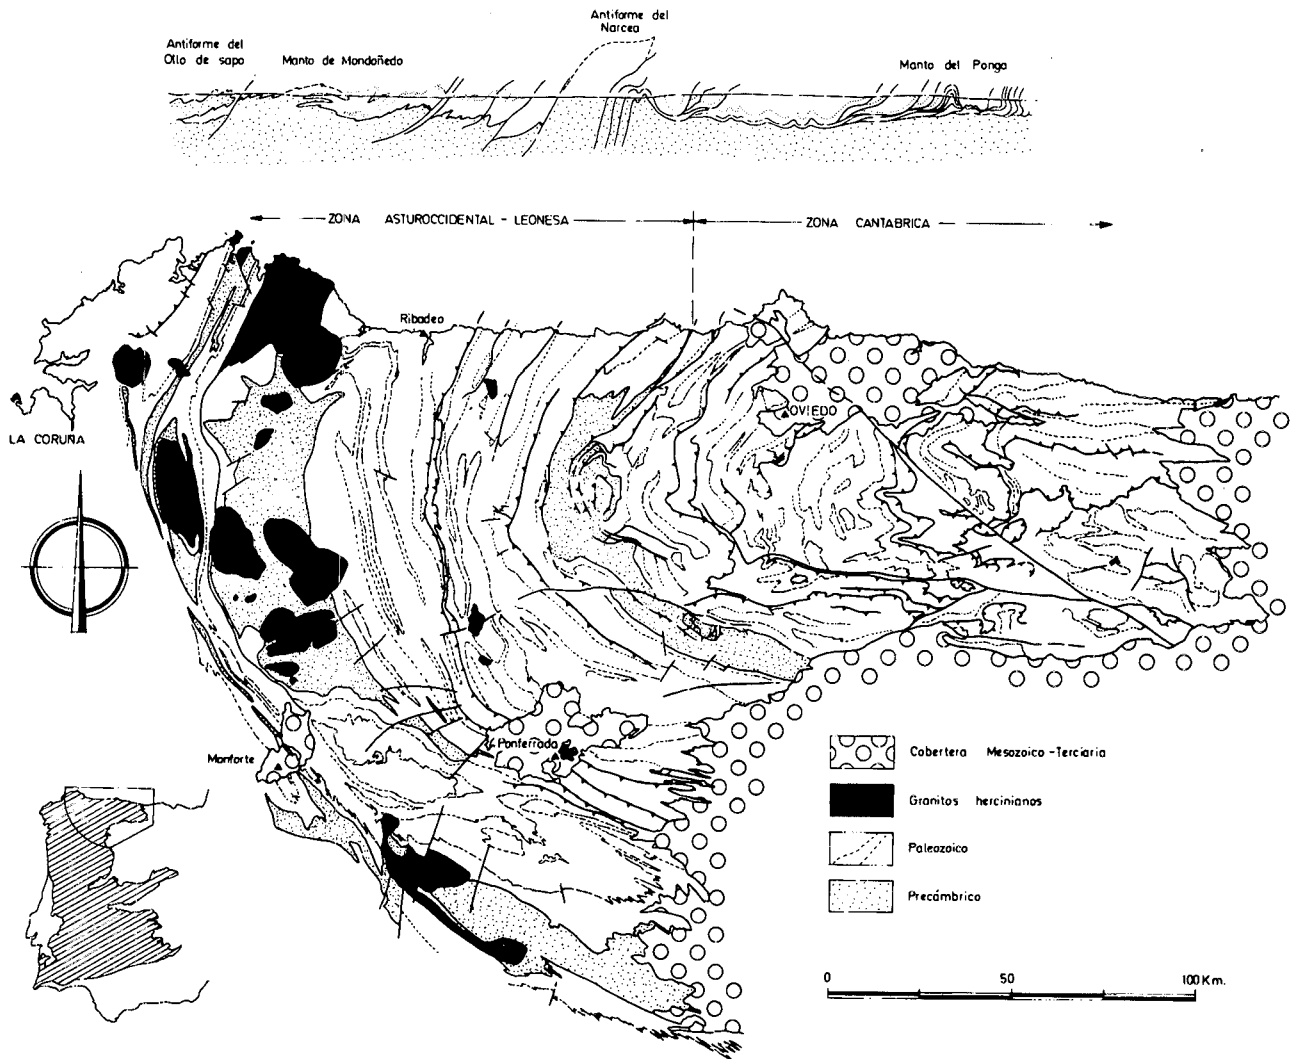 Antiforme del
Narcea
Antiforme del
Ollo de sapo
Manto de Mondoñedo
Manto del Ponga
ZONA ASTUROCCIDENTAL - LEONESA
ZONA CANTABRICA
Ribadeo
OVIEDO
LA CORUÑA
Monforte
Ponferrada
Cobertera Mesozoico - Terciaria
Granitos hercinianos
Paleozoico
Precámbrico
0 50 100 Km.